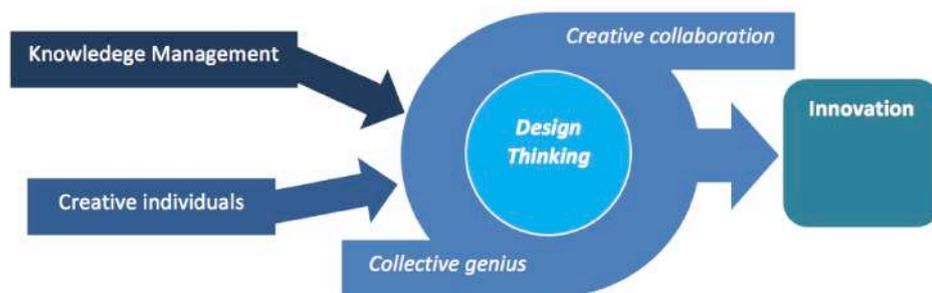 Knowledege Management
Creative individuals
Creative collaboration
Design
Thinking
Collective genius
Innovation